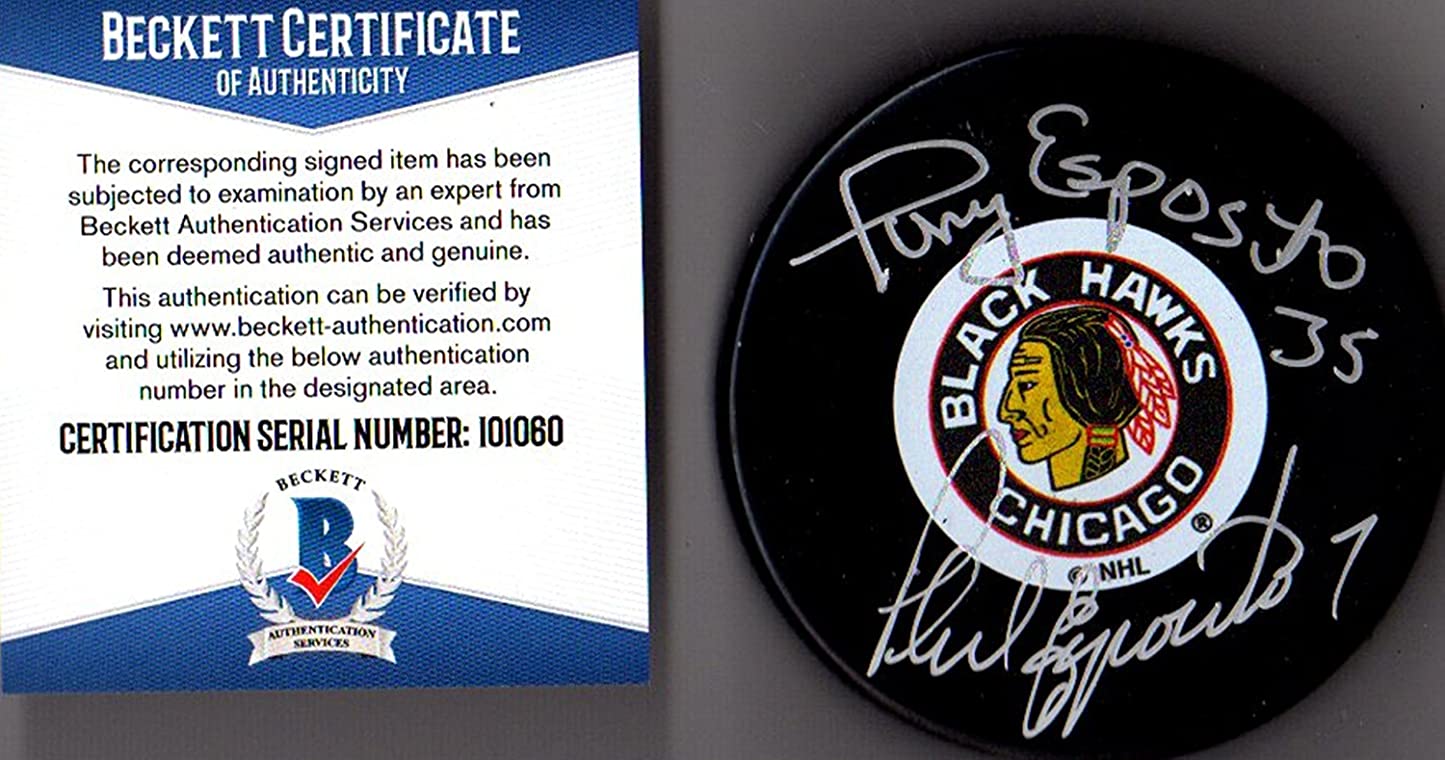 BECKETT CERTIFICATE
OF AUTHENTICITY
The corresponding signed item has been
subjected to examination by an expert from
Beckett Authentication Services and has
been deemed authentic and genuine.
This authentication can be verified by
visiting www.beckett-authentication.com
and utilizing the below authentication
number in the designated area.
CERTIFICATION SERIAL NUMBER: I01060
BECKETT
B
AUTHENTICATION
SERVICES
Tony Esposito
35
BLACK HAWKS
CHICAGO
®
© NHL
Phil Esposito 7